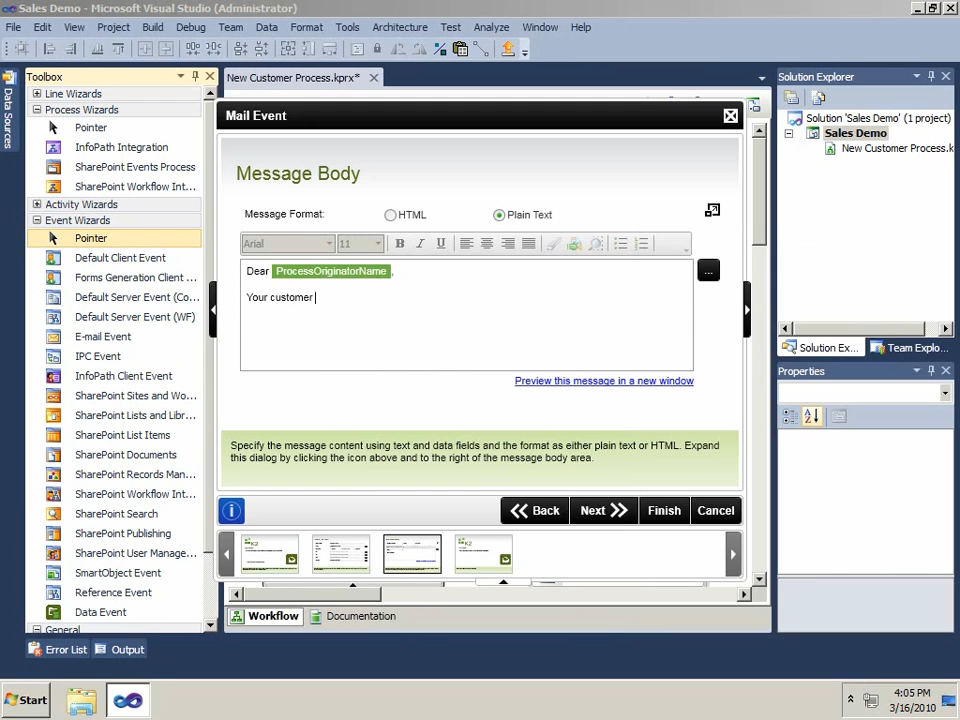 Sales Demo - Microsoft Visual Studio (Administrator)
File Edit View Project Build Debug Team Data Format Tools Architecture Test Analyze Window Help
Data Sources
Toolbox
Line Wizards
Process Wizards
Pointer
InfoPath Integration
SharePoint Events Process
SharePoint Workflow Int...
Activity Wizards
Event Wizards
Pointer
Default Client Event
Forms Generation Client ...
Default Server Event (Co...
Default Server Event (WF)
E-mail Event
IPC Event
InfoPath Client Event
SharePoint Sites and Wo...
SharePoint Lists and Libr...
SharePoint List Items
SharePoint Documents
SharePoint Records Man...
SharePoint Workflow Int...
SharePoint Search
SharePoint Publishing
SharePoint User Manage...
SmartObject Event
Reference Event
Data Event
General
Error List Output
New Customer Process.kprx*
Mail Event
Message Body
Message Format: HTML Plain Text
Arial 11 B I U
Dear ProcessOriginatorName ,
Your customer
...
Preview this message in a new window
Specify the message content using text and data fields and the format as either plain text or HTML. Expand
this dialog by clicking the icon above and to the right of the message body area.
i Back Next Finish Cancel
Workflow Documentation
Solution Explorer
Solution 'Sales Demo' (1 project)
Sales Demo
New Customer Process.k
Solution Ex... Team Explo...
Properties
Start
4:05 PM
3/16/2010